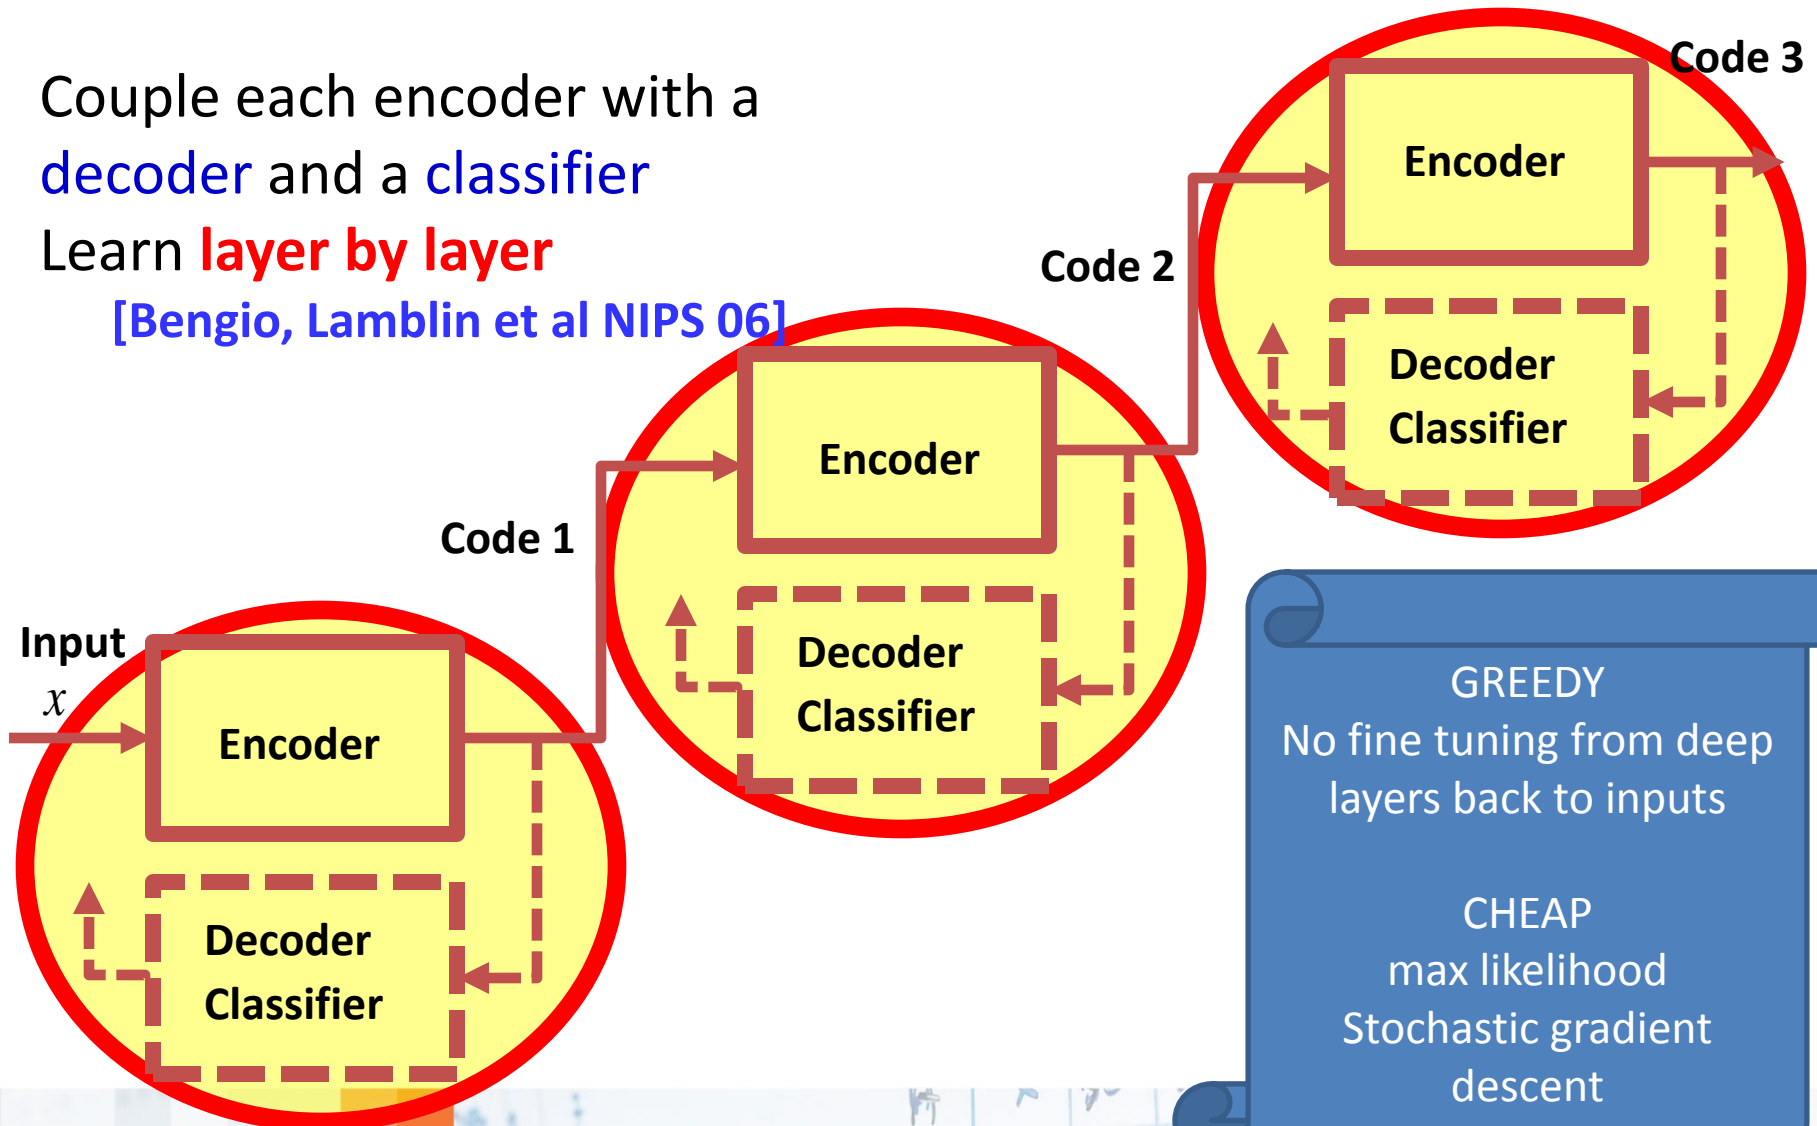 Couple each encoder with a
decoder and a classifier
Learn layer by layer
[Bengio, Lamblin et al NIPS 06]
Code 3
Encoder
Decoder
Classifier
Code 2
Encoder
Decoder
Classifier
Code 1
Input
x
Encoder
Decoder
Classifier
GREEDY
No fine tuning from deep
layers back to inputs
CHEAP
max likelihood
Stochastic gradient
descent